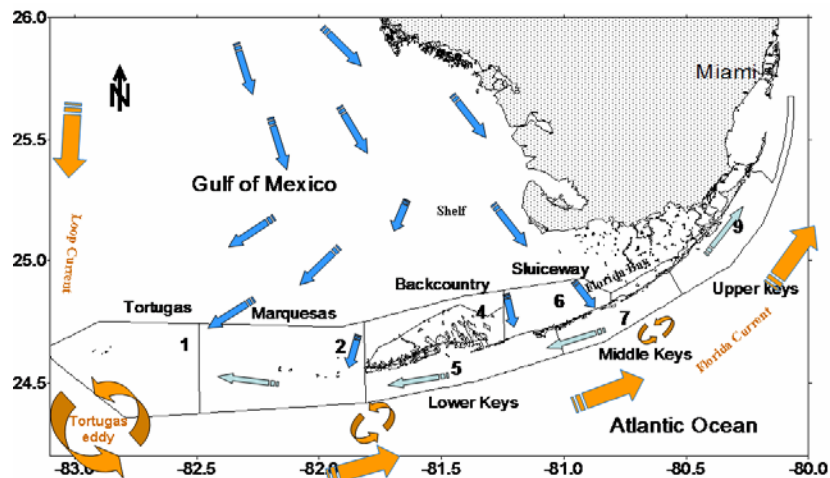 26.0
Miami
N
25.5
Gulf of Mexico
Shelf
Loop Current
25.0
Sluiceway
Florida Bay
9
Backcountry
Upper keys
Tortugas
Marquesas
4
6
7
1
2
5
Middle Keys
Florida Current
24.5
Lower Keys
Tortugas
eddy
Atlantic Ocean
-83.0
-82.5
-82.0
-81.5
-81.0
-80.5
-80.0